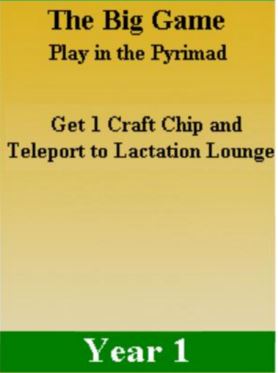 The Big Game
Play in the Pyrimad
Get 1 Craft Chip and
Teleport to Lactation Lounge
Year 1